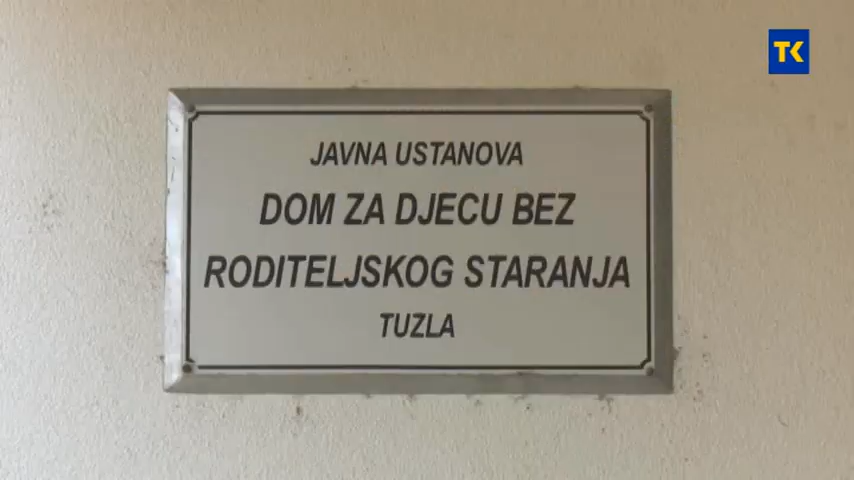 TK
JAVNA USTANOVA
DOM ZA DJECU BEZ
RODITELJSKOG STARANJA
TUZLA